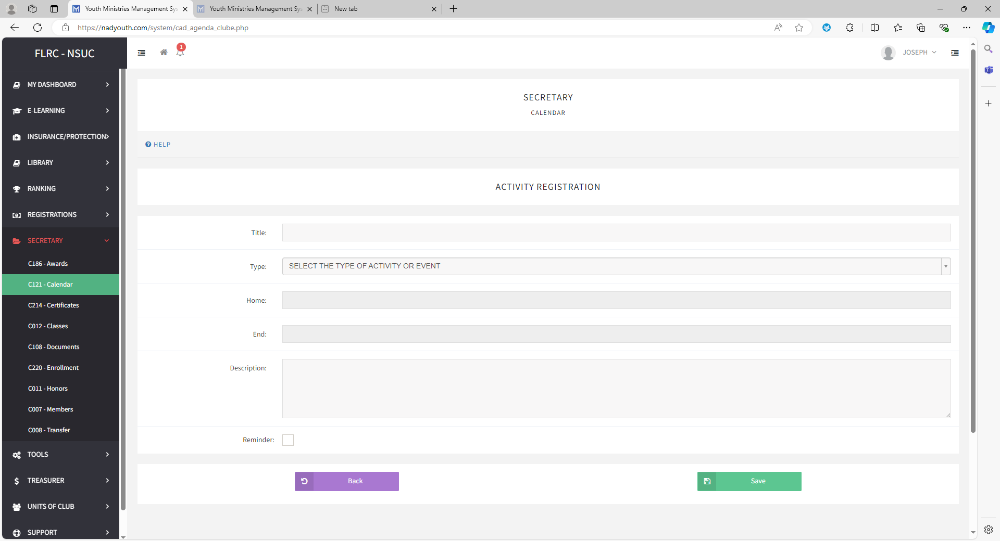 Youth Ministries Management Sys
Youth Ministries Management Sys
New tab
https://nadyouth.com/system/cad_agenda_clube.php
FLRC - NSUC
1
JOSEPH
MY DASHBOARD
E-LEARNING
INSURANCE/PROTECTION
LIBRARY
RANKING
REGISTRATIONS
SECRETARY
C186 - Awards
C121 - Calendar
C214 - Certificates
C012 - Classes
C108 - Documents
C220 - Enrollment
C011 - Honors
C007 - Members
C008 - Transfer
TOOLS
TREASURER
UNITS OF CLUB
SUPPORT
SECRETARY
CALENDAR
HELP
ACTIVITY REGISTRATION
Title:
Type: SELECT THE TYPE OF ACTIVITY OR EVENT
Home:
End:
Description:
Reminder:
Back
Save